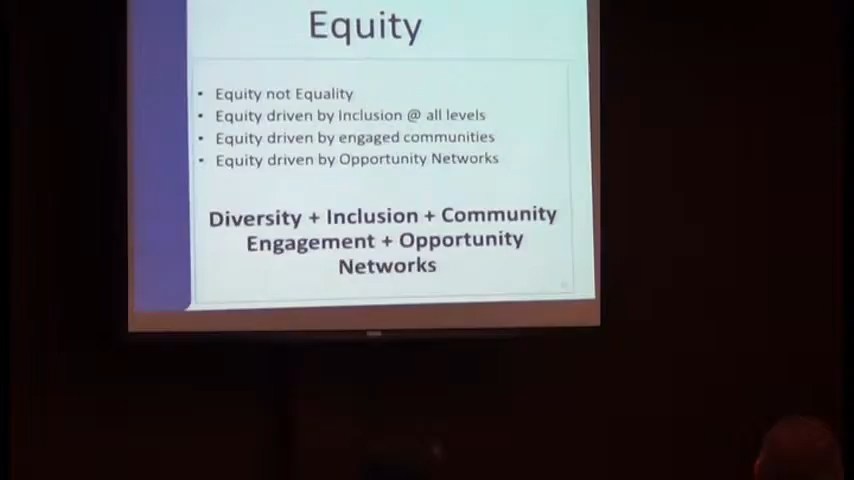 Equity
• Equity not Equality
• Equity driven by Inclusion @ all levels
• Equity driven by engaged communities
• Equity driven by Opportunity Networks
Diversity + Inclusion + Community
Engagement + Opportunity
Networks